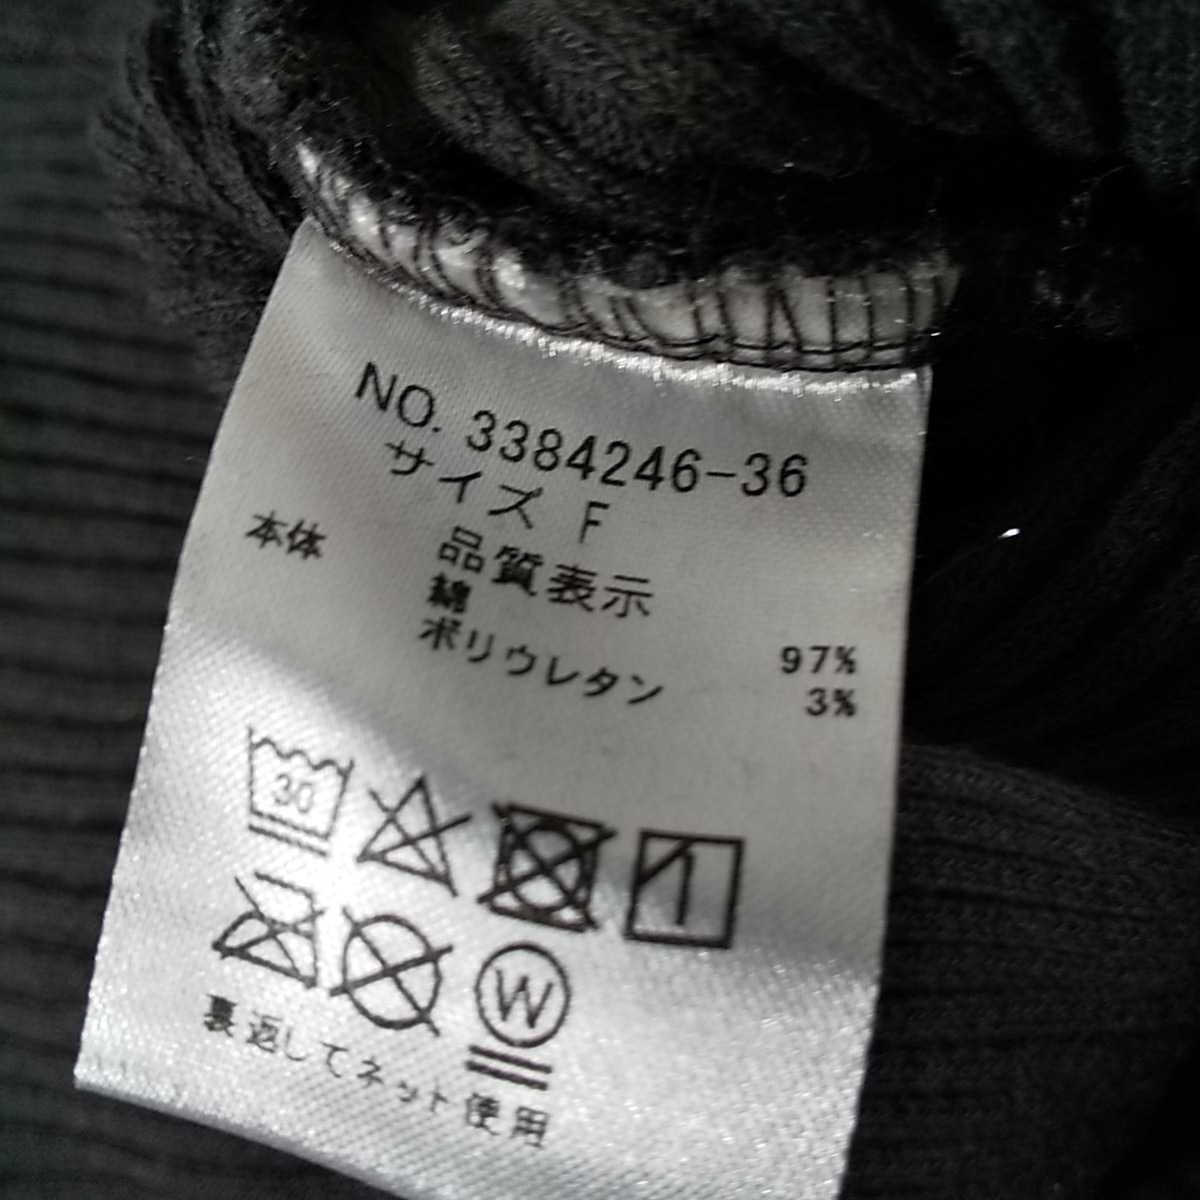 NO. 3384246-36
サイズ F
品質表示
本体 綿 97%
ポリウレタン 3%
30
W
裏返してネット使用